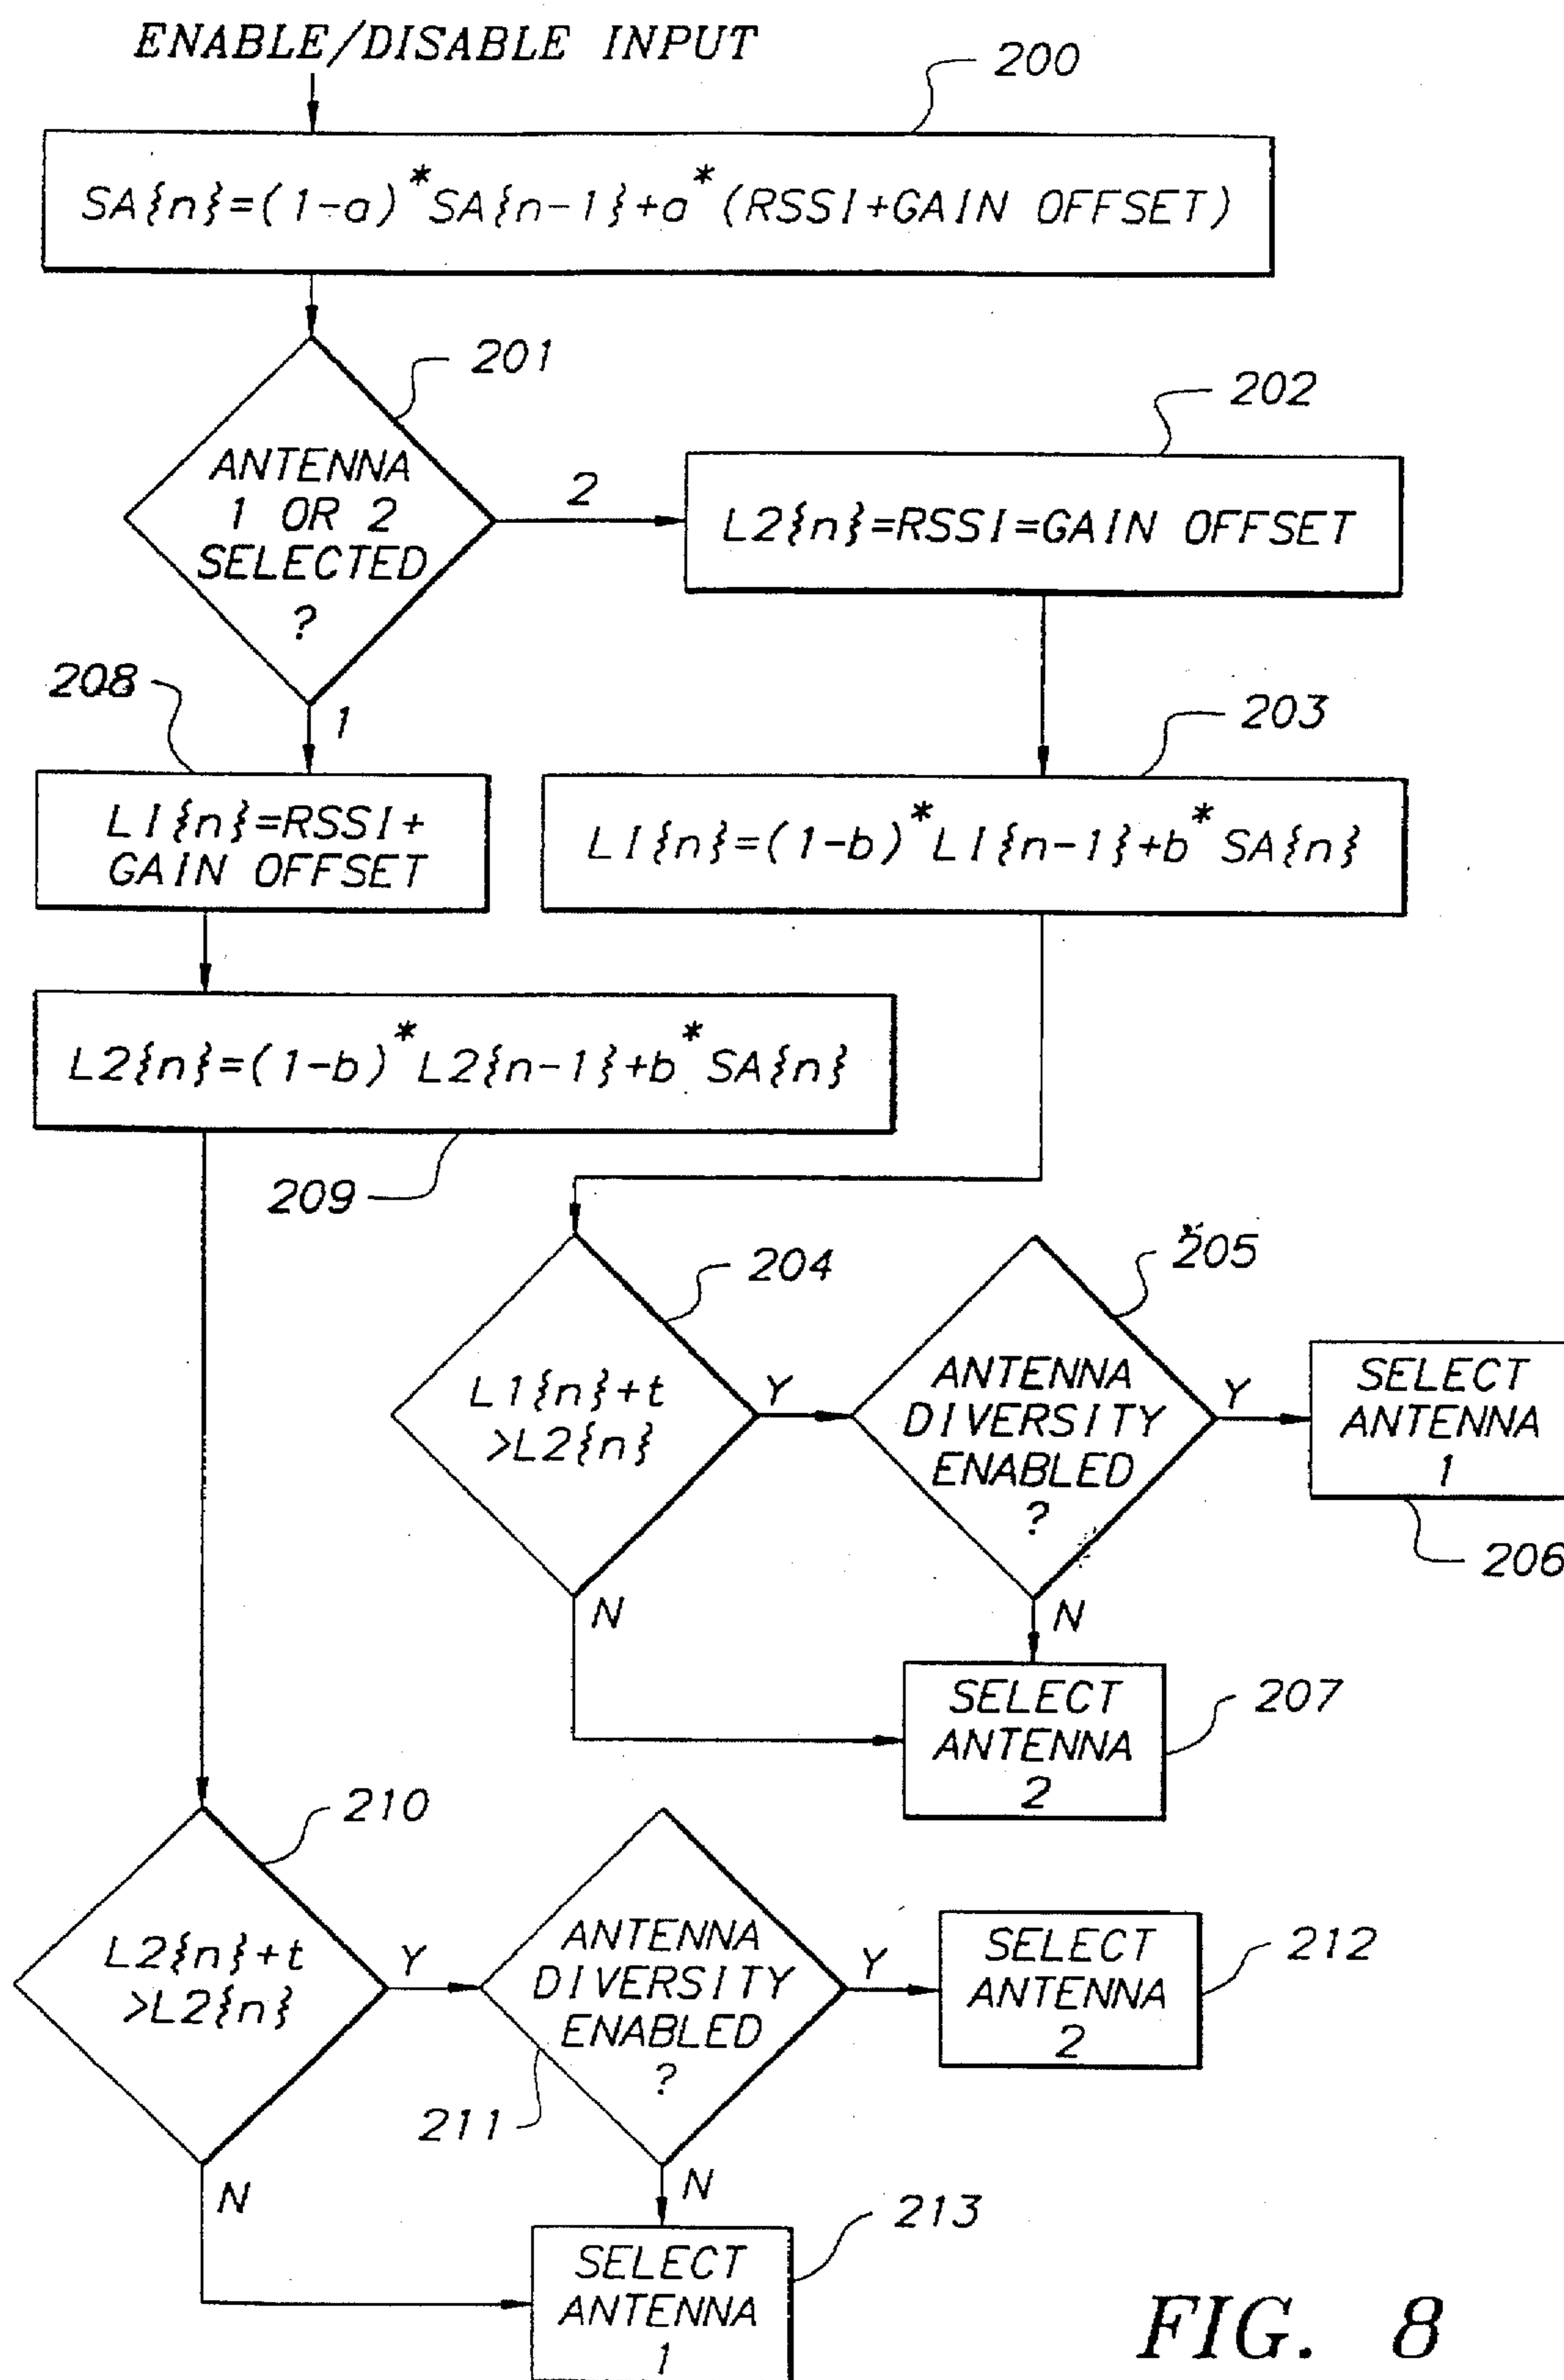 ENABLE/DISABLE INPUT
200
SA{n}=(1-a)*SA{n-1}+a*(RSSI+GAIN OFFSET)
201
ANTENNA
1 OR 2
SELECTED
?
2
1
202
L2{n}=RSSI=GAIN OFFSET
208
LI{n}=RSSI+
GAIN OFFSET
203
LI{n}=(1-b)*LI{n-1}+b*SA{n}
L2{n}=(1-b)*L2{n-1}+b*SA{n}
209
204
L1{n}+t
>L2{n}
Y
N
205
ANTENNA
DIVERSITY
ENABLED
?
Y
N
SELECT
ANTENNA
1
206
SELECT
ANTENNA
2
207
210
L2{n}+t
>L2{n}
Y
N
ANTENNA
DIVERSITY
ENABLED
?
211
Y
N
SELECT
ANTENNA
2
212
SELECT
ANTENNA
1
213
FIG. 8